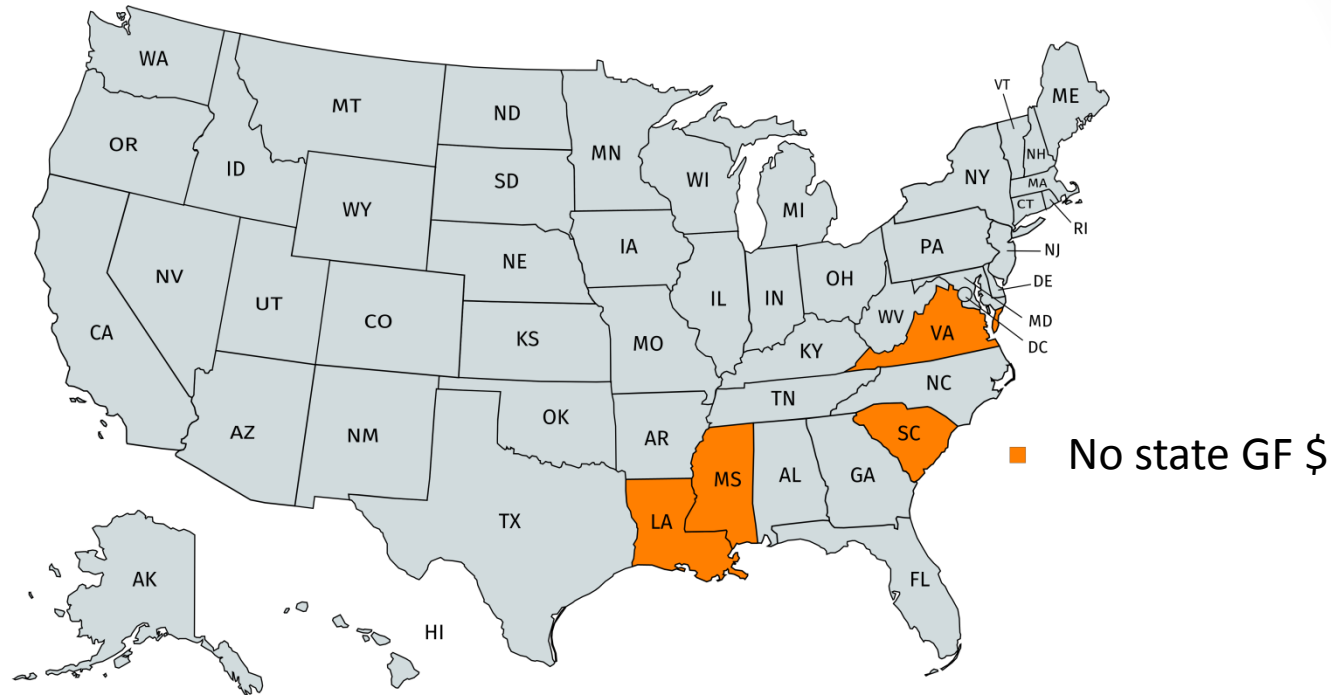 WA
MT
ND
MN
VT
ME
OR
ID
SD
WI
NY
NH
MA
WY
MI
CT
RI
IA
PA
NJ
NE
OH
DE
NV
UT
IL
IN
WV
MD
CA
CO
KS
MO
KY
VA
DC
NC
TN
OK
AZ
NM
AR
SC
No state GF $
MS
AL
GA
TX
LA
AK
FL
HI